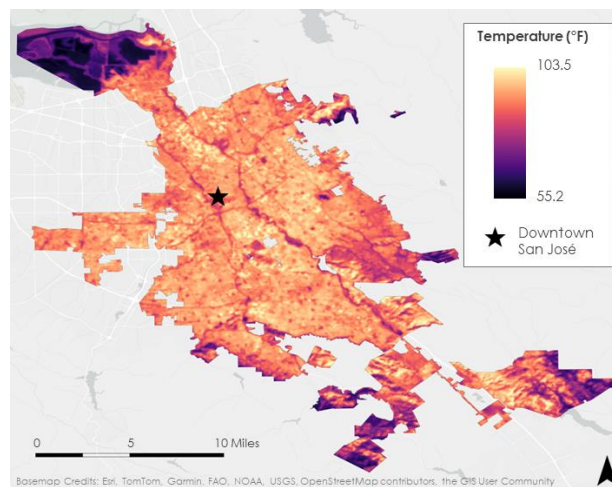 Temperature (°F)
103.5
55.2
Downtown
San José
0 5 10 Miles
Basemap Credits: Esri, TomTom, Garmin, FAO, NOAA, USGS, OpenStreetMap contributors, the GIS User Community